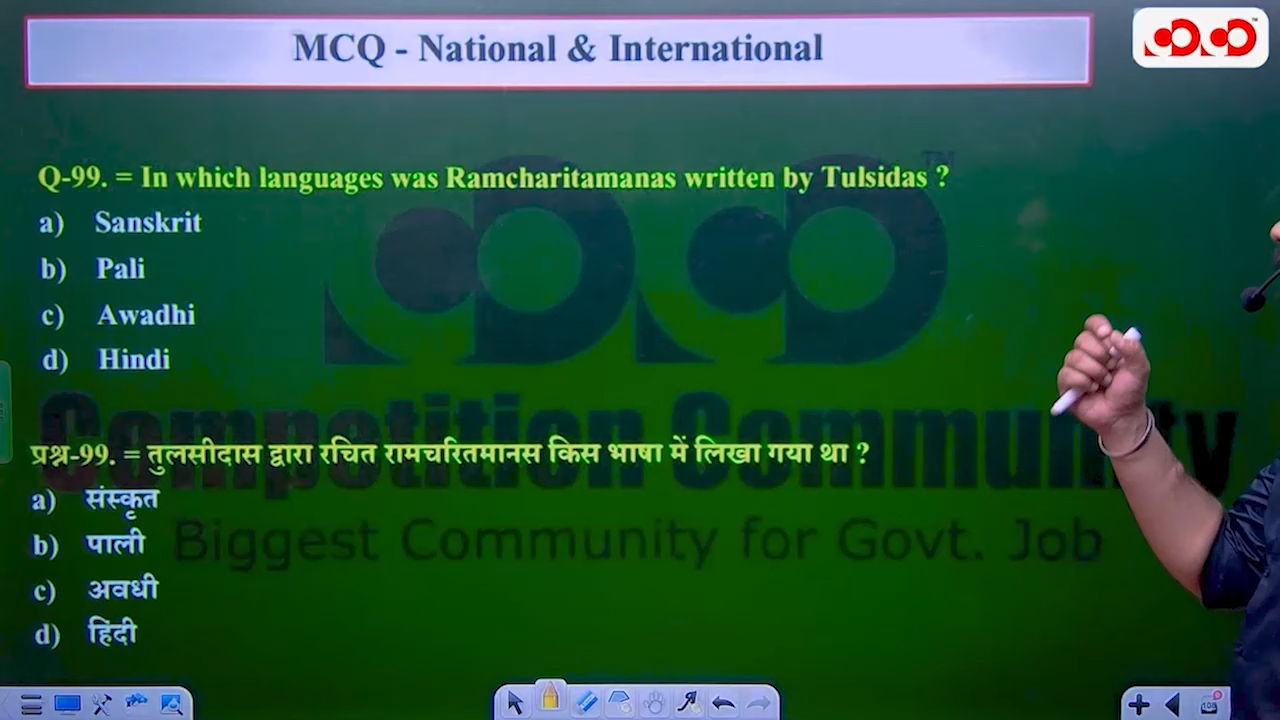 MCQ - National & International
Q-99. = In which languages was Ramcharitamanas written by Tulsidas ?
a) Sanskrit
b) Pali
c) Awadhi
d) Hindi
Competition Community
प्रश्न-99. = तुलसीदास द्वारा रचित रामचरितमानस किस भाषा में लिखा गया था ?
a) संस्कृत
Biggest Community for Govt. Job
b) पाली
c) अवधी
d) हिंदी